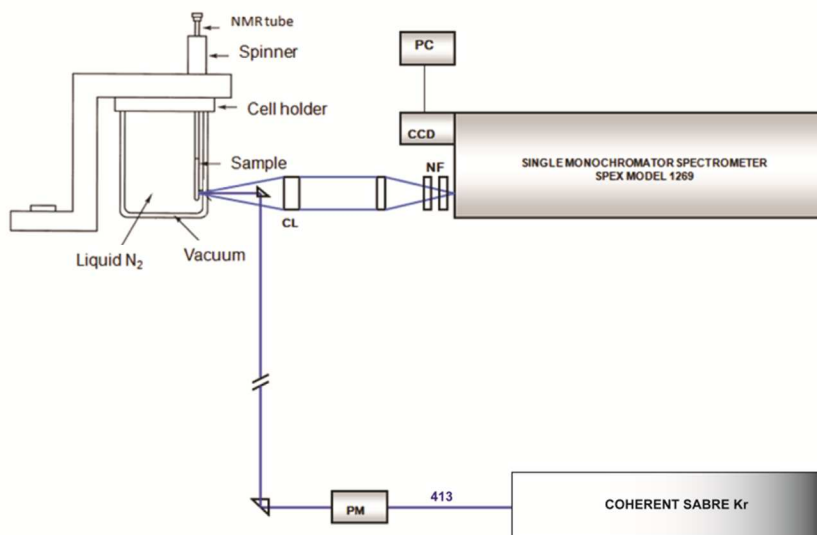 NMR tube
Spinner
Cell holder
Sample
Liquid N₂
Vacuum
PC
CCD
NF
CL
SINGLE MONOCHROMATOR SPECTROMETER
SPEX MODEL 1269
PM
413
COHERENT SABRE Kr